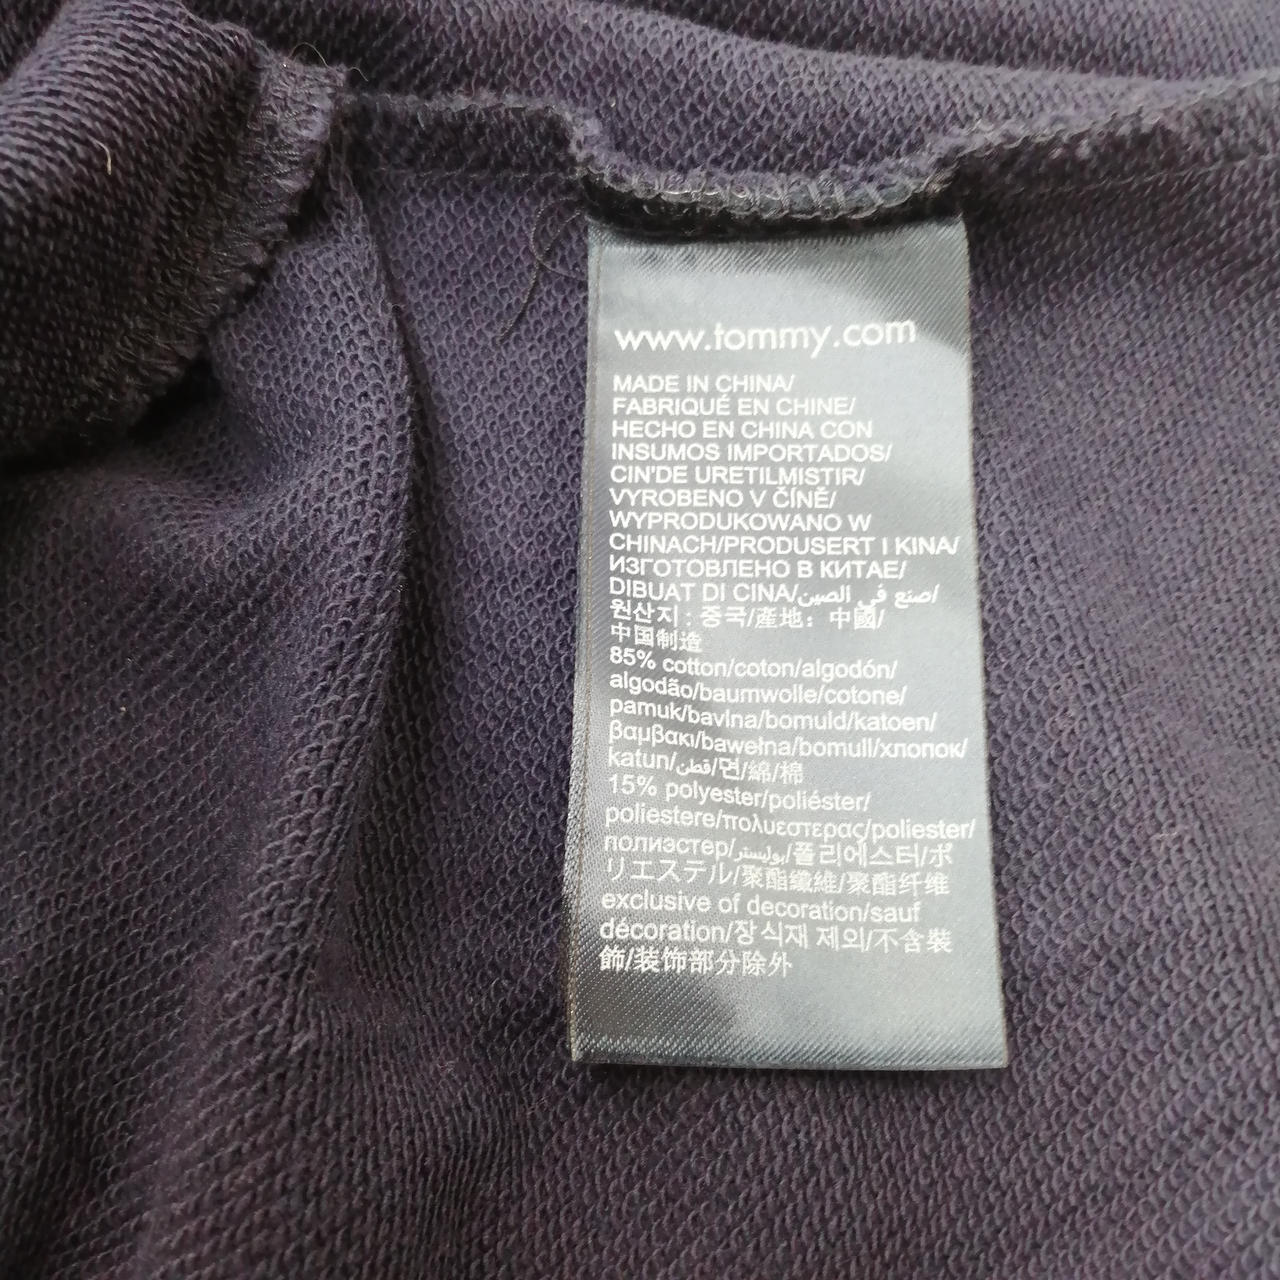 www.tommy.com
MADE IN CHINA/
FABRIQUÉ EN CHINE/
HECHO EN CHINA CON
INSUMOS IMPORTADOS/
CIN'DE URETILMISTIR/
VYROBENO V ČÍNĚ/
WYPRODUKOWANO W
CHINACH/PRODUSERT I KINA/
ИЗГОТОВЛЕНО В КИТАЕ/
DIBUAT DI CINA/صنع في الصين/
원산지 : 중국/產地：中國/
中国制造
85% cotton/coton/algodón/
algodão/baumwolle/cotone/
pamuk/bavlna/bomuld/katoen/
βαμβακι/bawełna/bomull/хлопок/
katun/قطن/면/綿/棉
15% polyester/poliéster/
poliestere/πολυεστερας/poliester/
полиэстер/بوليستر/폴리에스터/ポ
リエステル/聚酯纖維/聚酯纤维
exclusive of decoration/sauf
décoration/장식재 제외/不含裝
飾/装饰部分除外